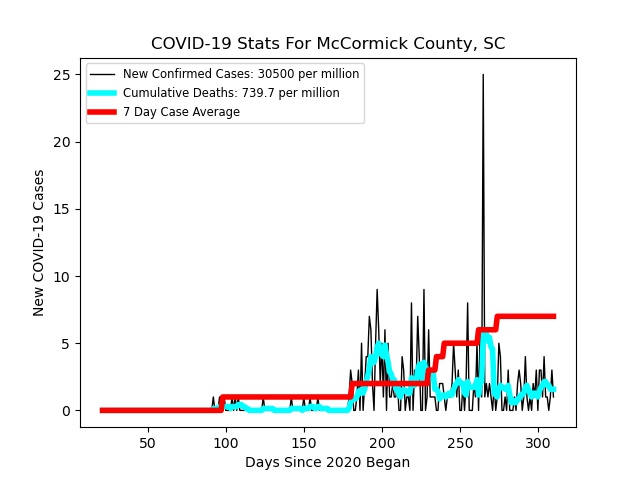 COVID-19 Stats For McCormick County, SC
New Confirmed Cases: 30500 per million
Cumulative Deaths: 739.7 per million
7 Day Case Average
New COVID-19 Cases
25
20
15
10
5
0
50 100 150 200 250 300
Days Since 2020 Began